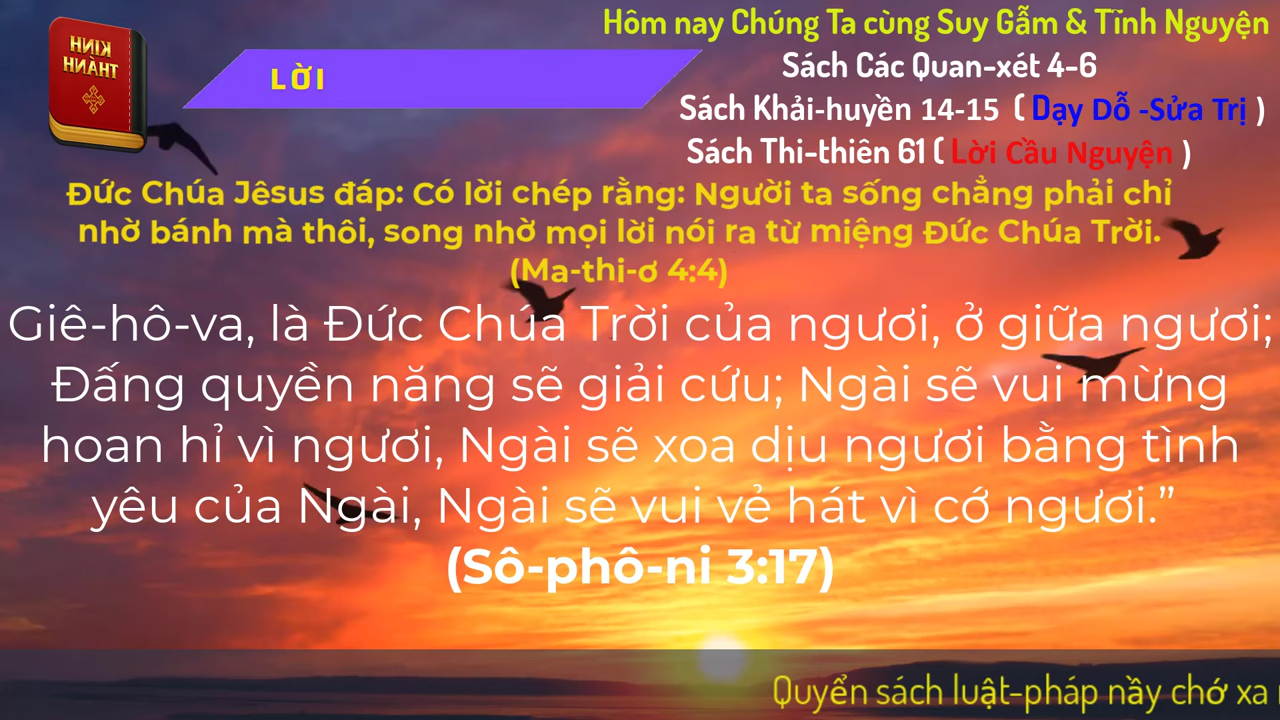 KINH
THÁNH
LỜI
Hôm nay Chúng Ta cùng Suy Gẫm & Tĩnh Nguyện
Sách Các Quan-xét 4-6
Sách Khải-huyền 14-15 ( Dạy Dỗ -Sửa Trị )
Sách Thi-thiên 61 ( Lời Cầu Nguyện )
Đức Chúa Jêsus đáp: Có lời chép rằng: Người ta sống chẳng phải chỉ
nhờ bánh mà thôi, song nhờ mọi lời nói ra từ miệng Đức Chúa Trời.
(Ma-thi-ơ 4:4)
Giê-hô-va, là Đức Chúa Trời của ngươi, ở giữa ngươi;
Đấng quyền năng sẽ giải cứu; Ngài sẽ vui mừng
hoan hỉ vì ngươi, Ngài sẽ xoa dịu ngươi bằng tình
yêu của Ngài, Ngài sẽ vui vẻ hát vì cớ ngươi.”
(Sô-phô-ni 3:17)
Quyển sách luật-pháp nầy chớ xa